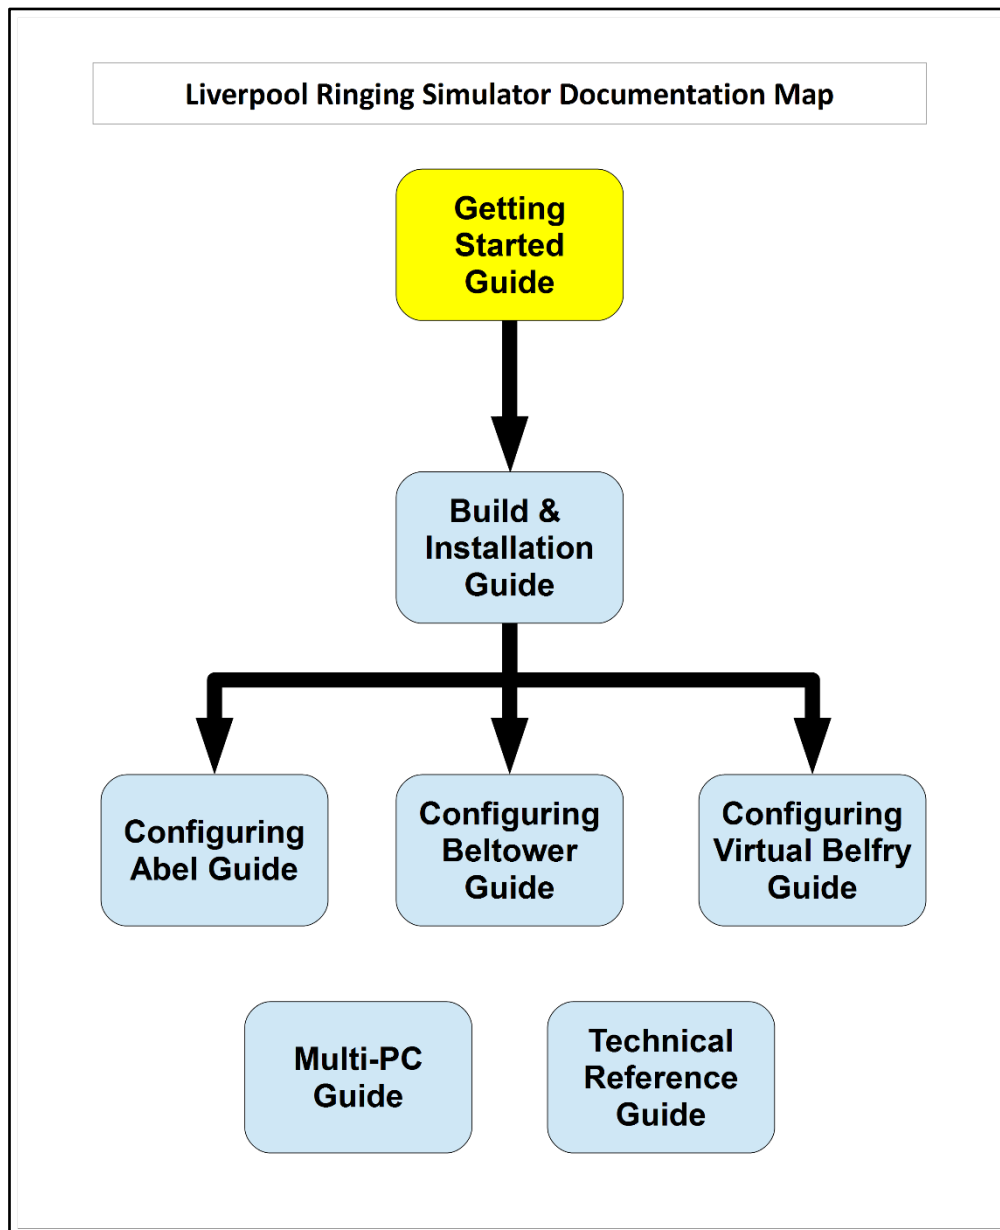 Liverpool Ringing Simulator Documentation Map
Getting
Started
Guide
Build &
Installation
Guide
Configuring
Abel Guide
Configuring
Beltower
Guide
Configuring
Virtual Belfry
Guide
Multi-PC
Guide
Technical
Reference
Guide